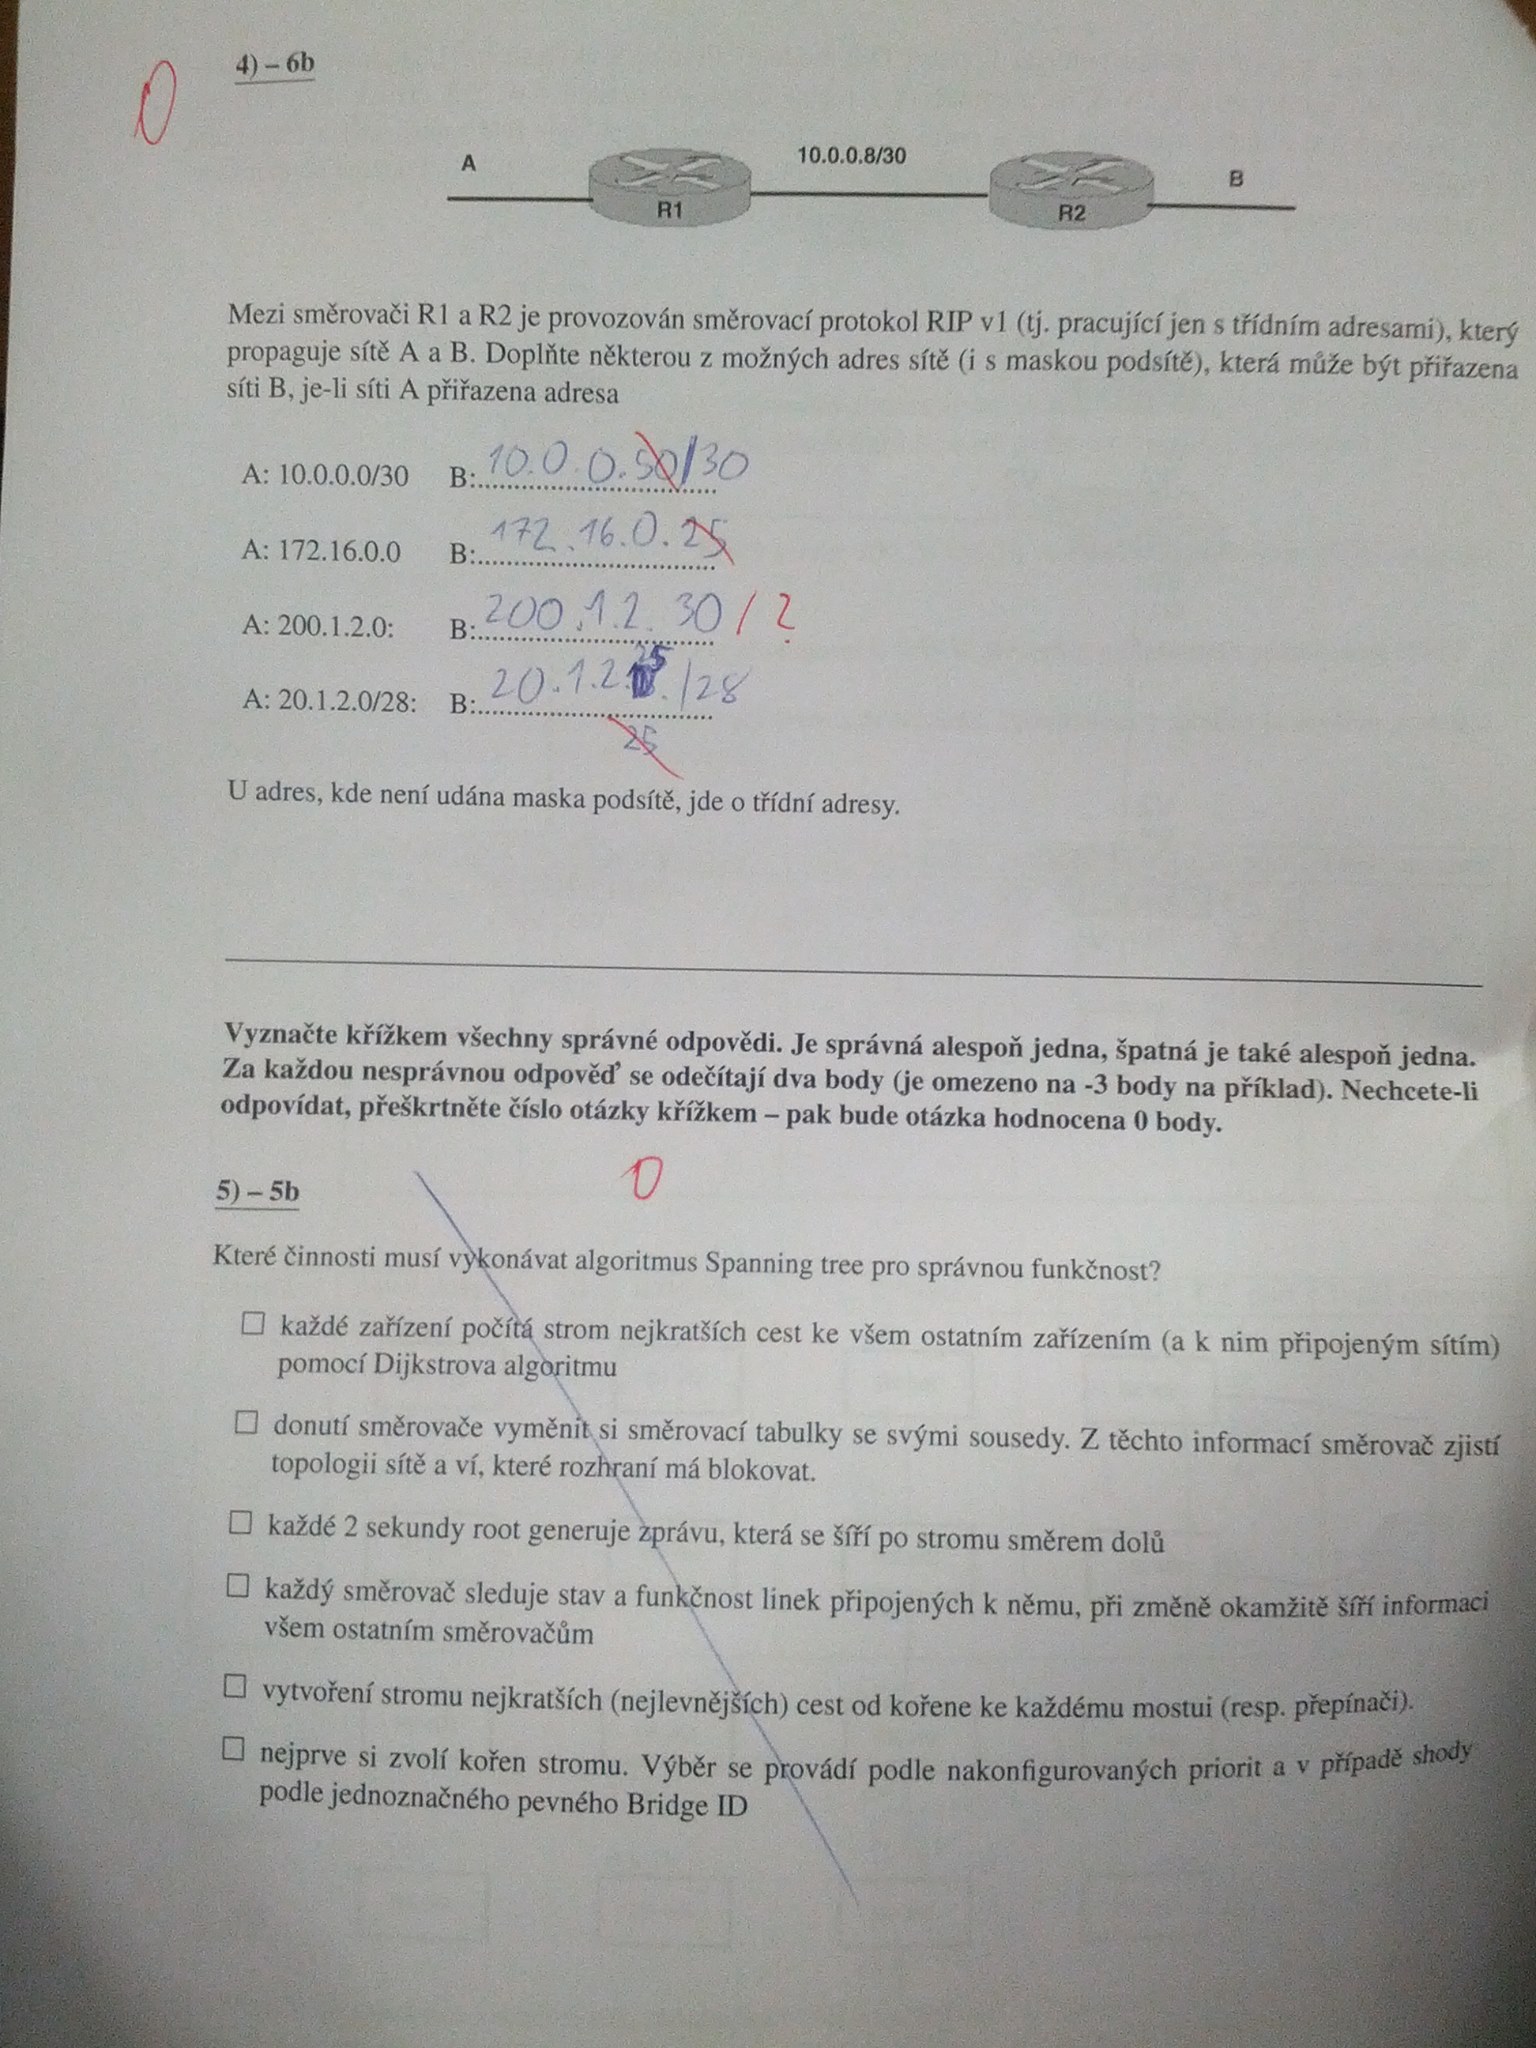 4) – 6b
0
A
10.0.0.8/30
B
R1
R2
Mezi směrovači R1 a R2 je provozován směrovací protokol RIP v1 (tj. pracující jen s třídním adresami), který
propaguje sítě A a B. Doplňte některou z možných adres sítě (i s maskou podsítě), která může být přiřazena
síti B, je-li síti A přiřazena adresa
A: 10.0.0.0/30 B: 10.0.0.50/30
A: 172.16.0.0 B: 172.16.0.25
A: 200.1.2.0: B: 200.1.2.30 / ?
A: 20.1.2.0/28: B: 20.1.2.25/28
25
U adres, kde není udána maska podsítě, jde o třídní adresy.
Vyznačte křížkem všechny správné odpovědi. Je správná alespoň jedna, špatná je také alespoň jedna.
Za každou nesprávnou odpověď se odečítají dva body (je omezeno na -3 body na příklad). Nechcete-li
odpovídat, přeškrtněte číslo otázky křížkem – pak bude otázka hodnocena 0 body.
0
5) – 5b
Které činnosti musí vykonávat algoritmus Spanning tree pro správnou funkčnost?
každé zařízení počítá strom nejkratších cest ke všem ostatním zařízením (a k nim připojeným sítím)
pomocí Dijkstrova algoritmu
donutí směrovače vyměnit si směrovací tabulky se svými sousedy. Z těchto informací směrovač zjistí
topologii sítě a ví, které rozhraní má blokovat.
každé 2 sekundy root generuje zprávu, která se šíří po stromu směrem dolů
každý směrovač sleduje stav a funkčnost linek připojených k němu, při změně okamžitě šíří informaci
všem ostatním směrovačům
vytvoření stromu nejkratších (nejlevnějších) cest od kořene ke každému mostui (resp. přepínači).
nejprve si zvolí kořen stromu. Výběr se provádí podle nakonfigurovaných priorit a v případě shody
podle jednoznačného pevného Bridge ID